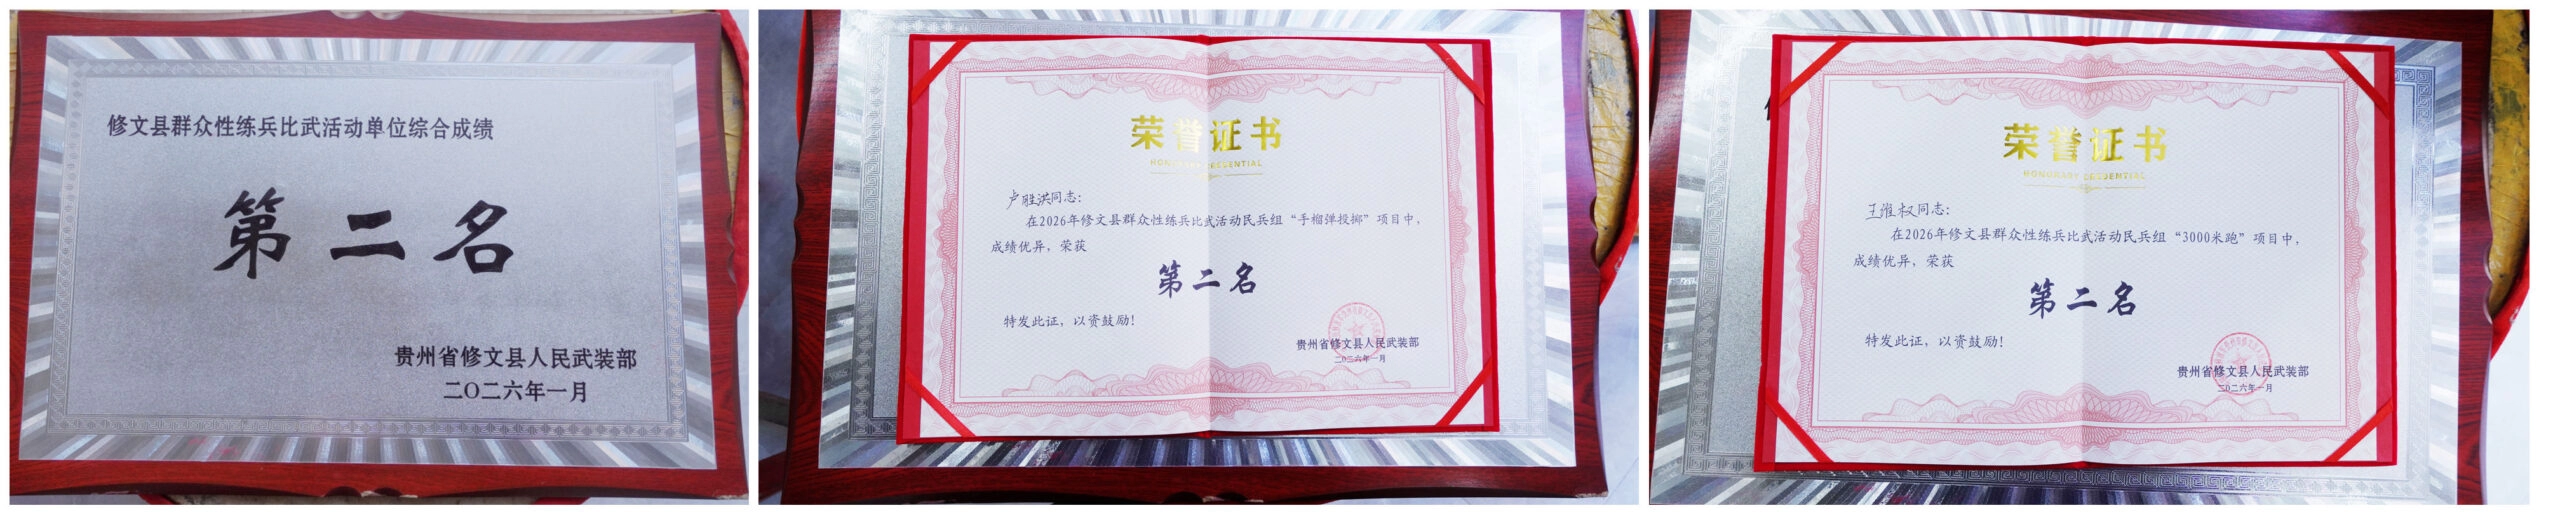 修文县群众性练兵比武活动单位综合成绩
第二名
贵州省修文县人民武装部
二〇二六年一月
荣誉证书
HONORARY CREDENTIAL
卢胜洪同志：
在2026年修文县群众性练兵比武活动民兵组“手榴弹投掷”项目中，
成绩优异，荣获
第二名
特发此证，以资鼓励！
贵州省修文县人民武装部
二〇二六年一月
荣誉证书
HONORARY CREDENTIAL
王维权同志：
在2026年修文县群众性练兵比武活动民兵组“3000米跑”项目中，
成绩优异，荣获
第二名
特发此证，以资鼓励！
贵州省修文县人民武装部
二〇二六年一月